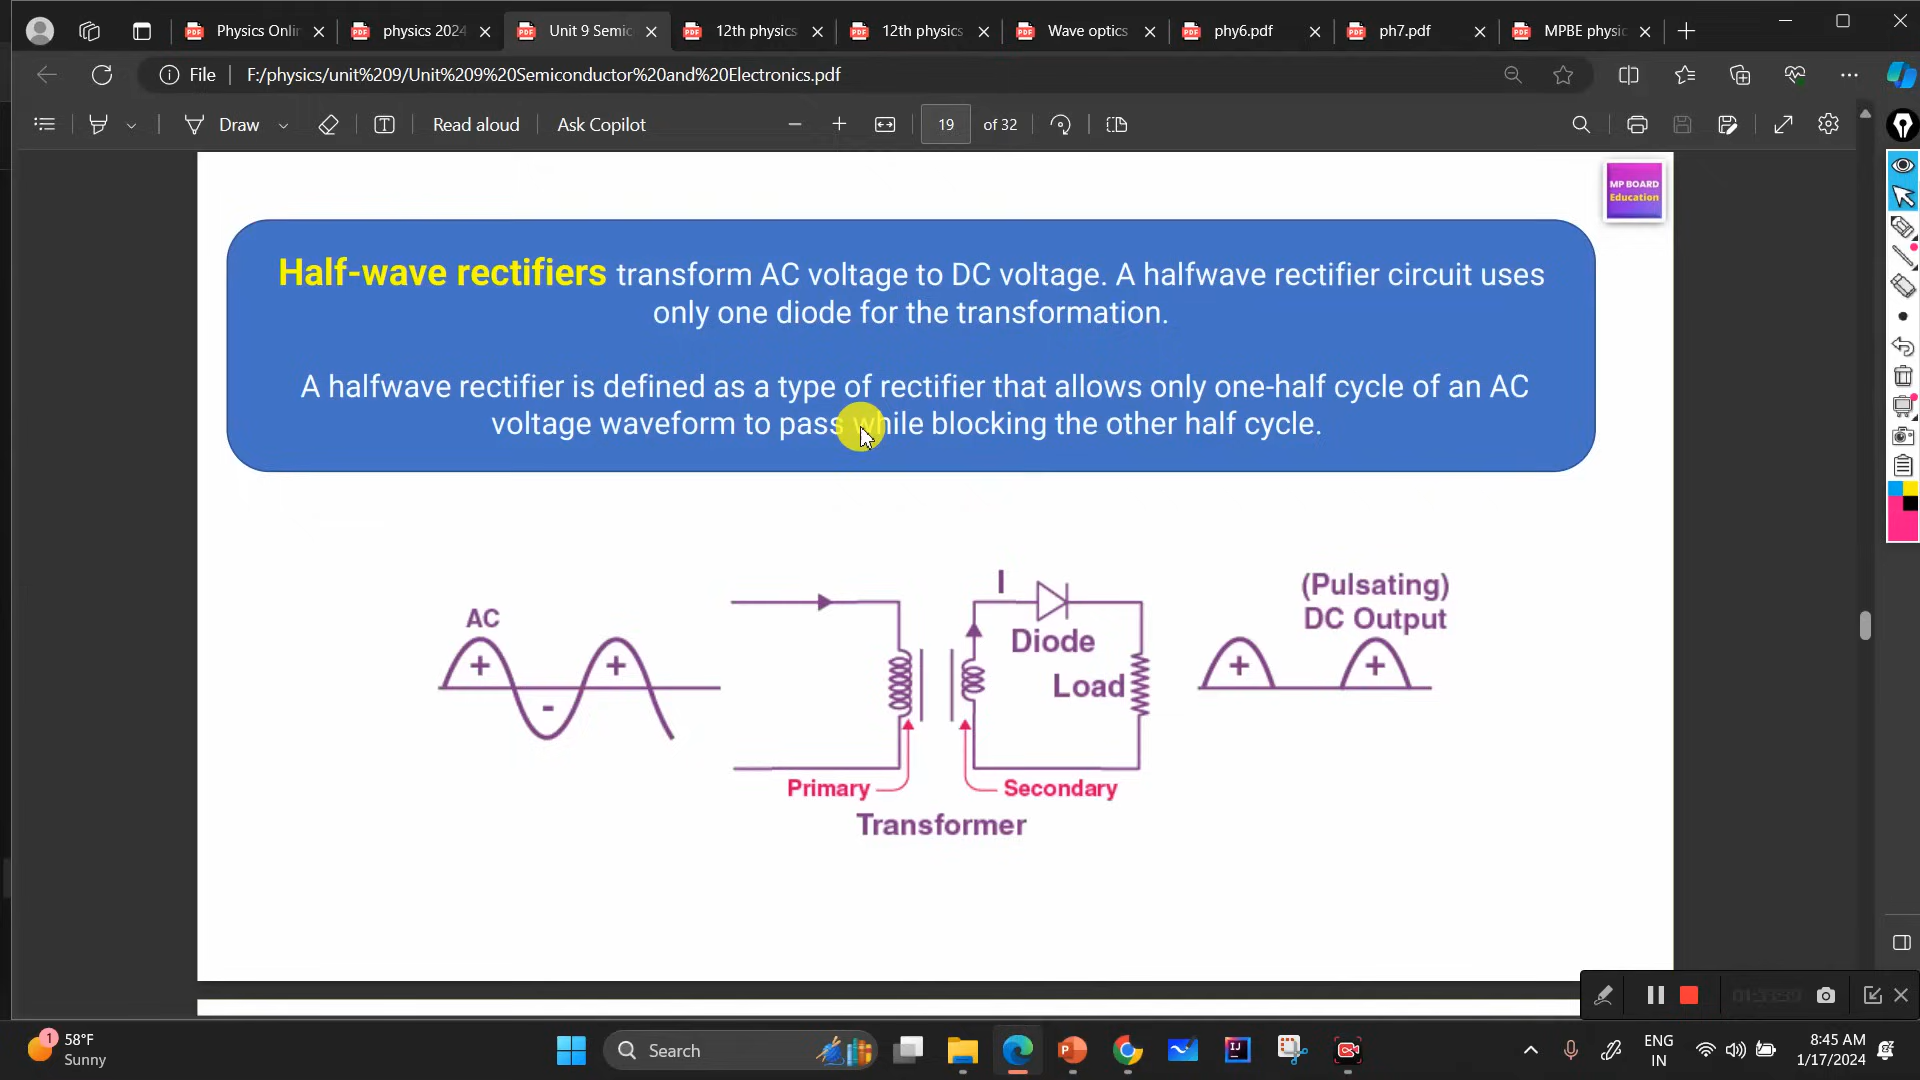 Physics Onlin
physics 2024
Unit 9 Semic
12th physics
12th physics
Wave optics
phy6.pdf
ph7.pdf
MPBE physic
File
F:/physics/unit%209/Unit%209%20Semiconductor%20and%20Electronics.pdf
Draw
Read aloud
Ask Copilot
19
of 32
MP BOARD
Education
Half-wave rectifiers transform AC voltage to DC voltage. A halfwave rectifier circuit uses
only one diode for the transformation.
A halfwave rectifier is defined as a type of rectifier that allows only one-half cycle of an AC
voltage waveform to pass while blocking the other half cycle.
AC
+
-
+
I
Diode
Load
Primary
Secondary
Transformer
(Pulsating)
DC Output
+
+
01:33:39
1
58°F
Sunny
Search
ENG
IN
8:45 AM
1/17/2024